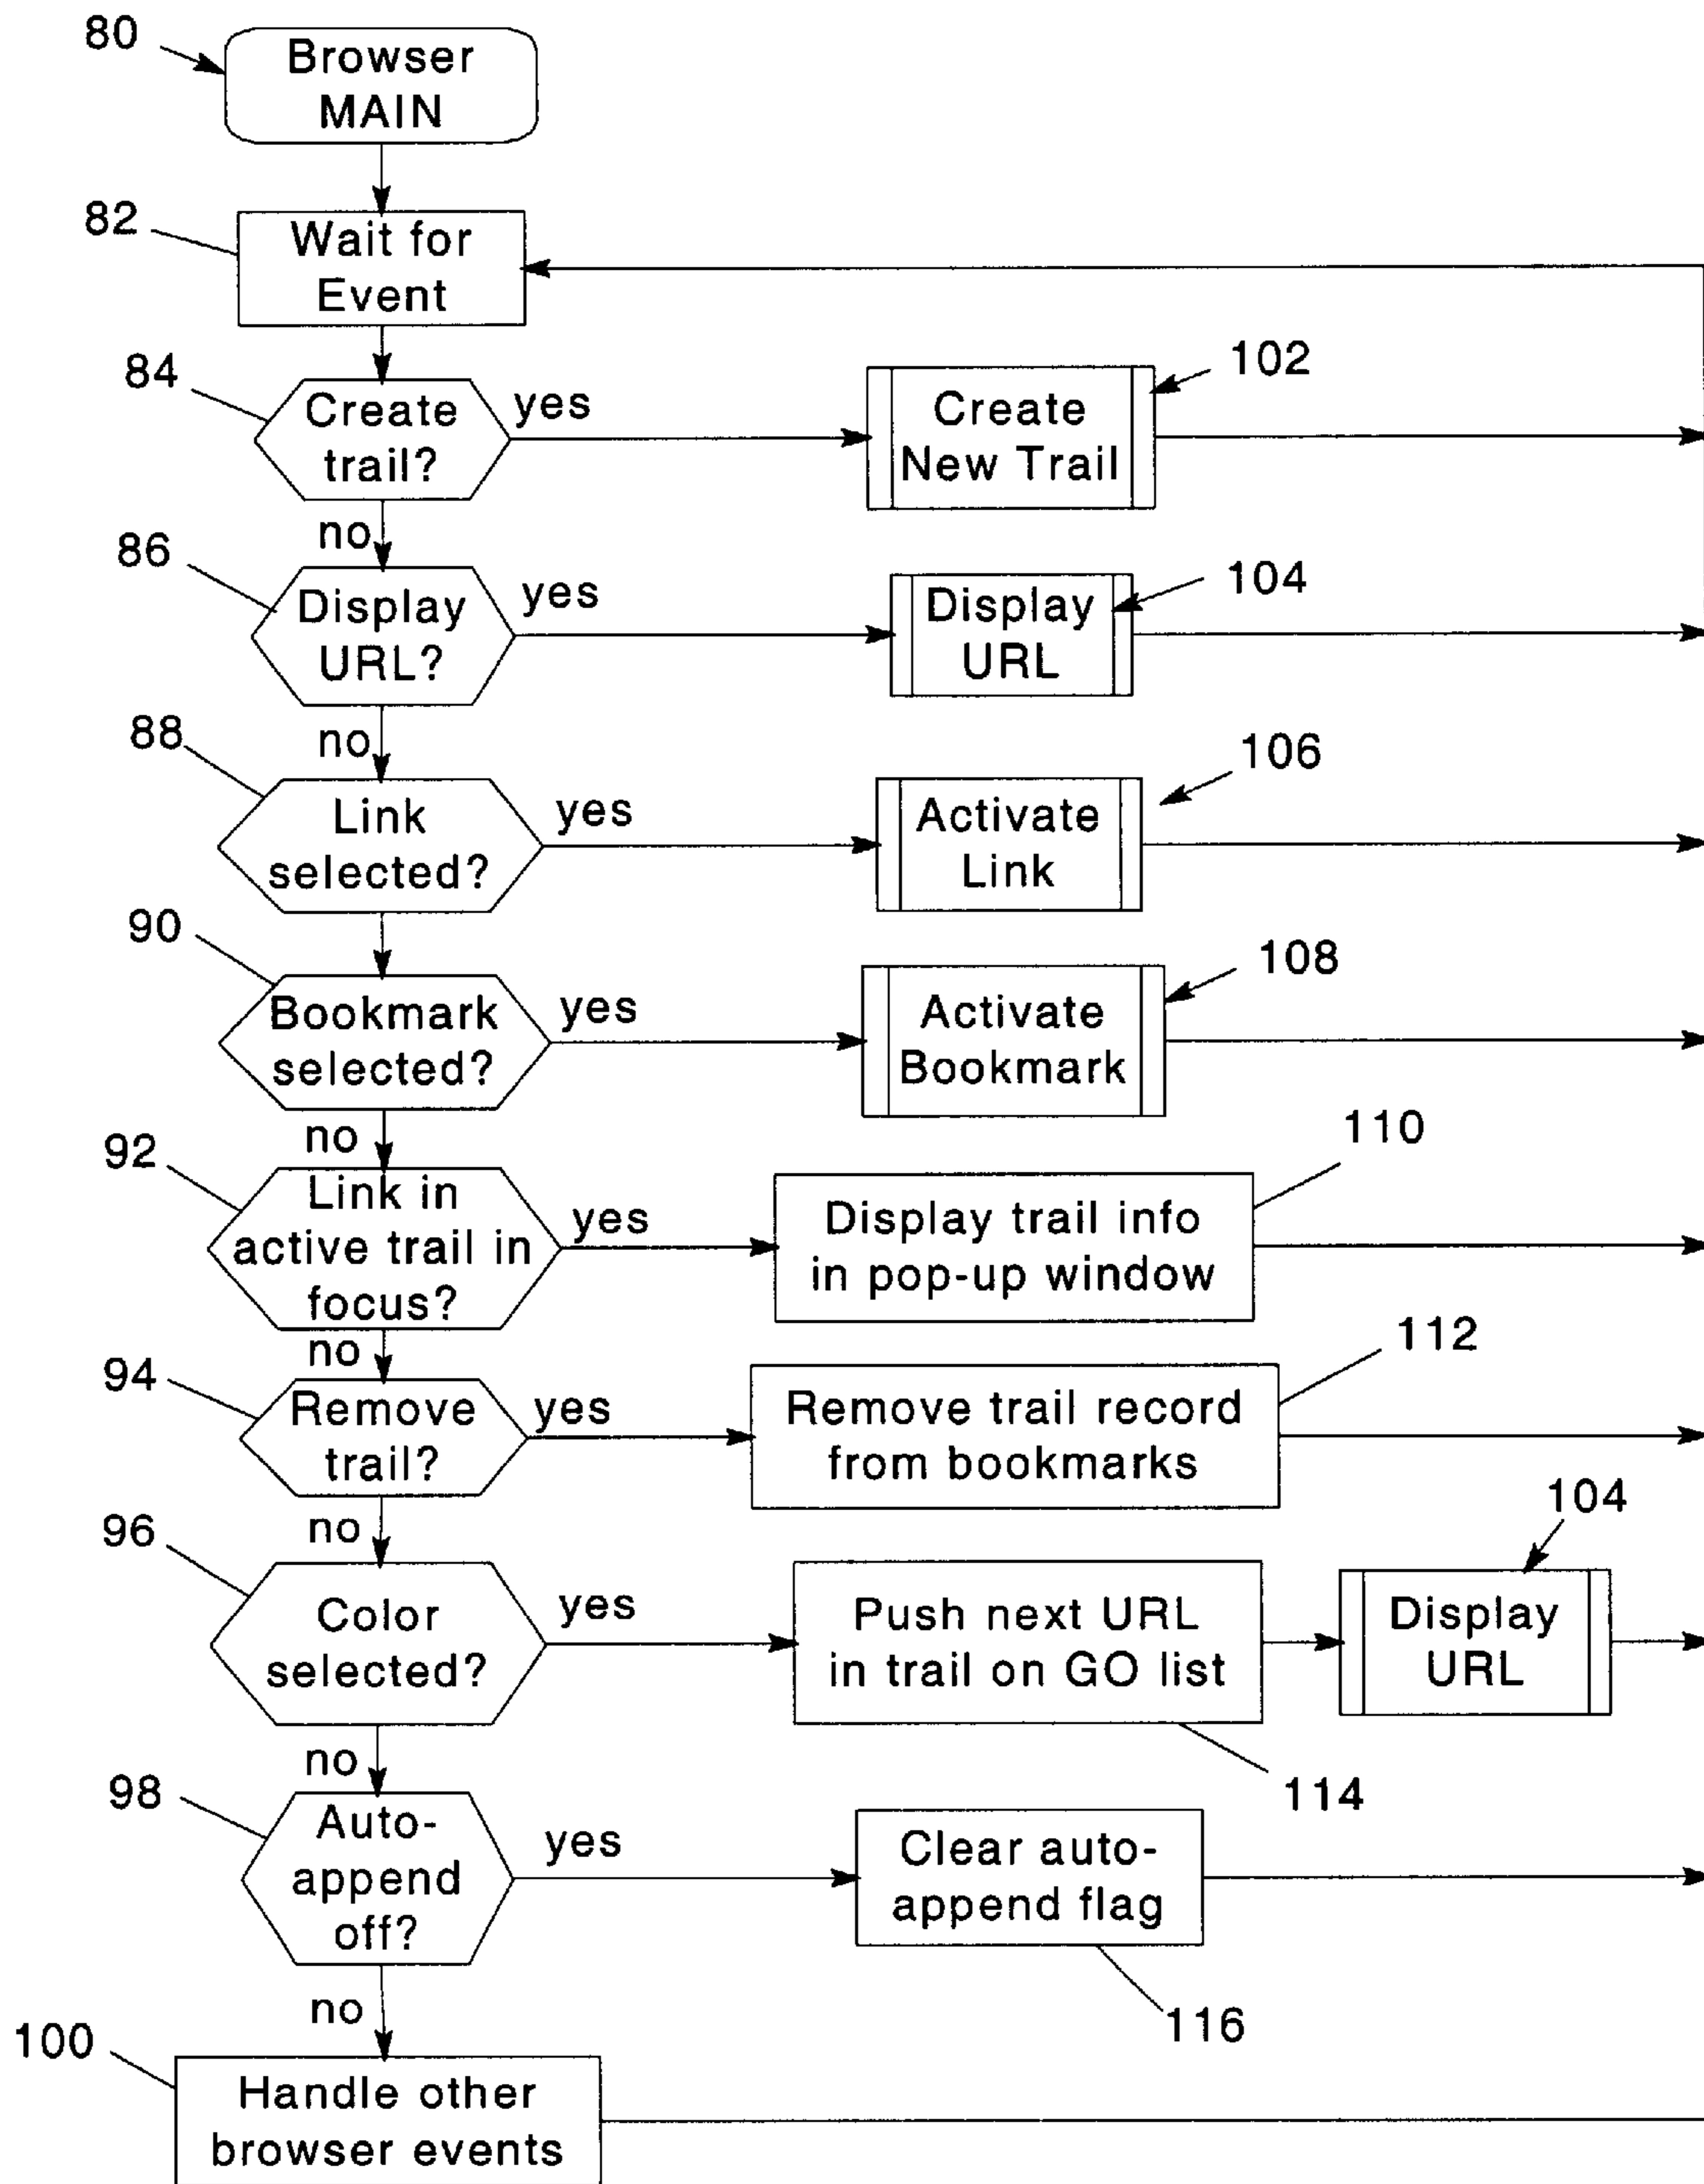 80
Browser
MAIN
82
Wait for
Event
84
Create
trail?
yes
102
Create
New Trail
no
86
Display
URL?
yes
104
Display
URL
no
88
Link
selected?
yes
106
Activate
Link
90
Bookmark
selected?
yes
108
Activate
Bookmark
no
92
Link in
active trail in
focus?
yes
110
Display trail info
in pop-up window
no
94
Remove
trail?
yes
112
Remove trail record
from bookmarks
no
96
Color
selected?
yes
Push next URL
in trail on GO list
114
104
Display
URL
no
98
Auto-
append
off?
yes
Clear auto-
append flag
116
no
100
Handle other
browser events